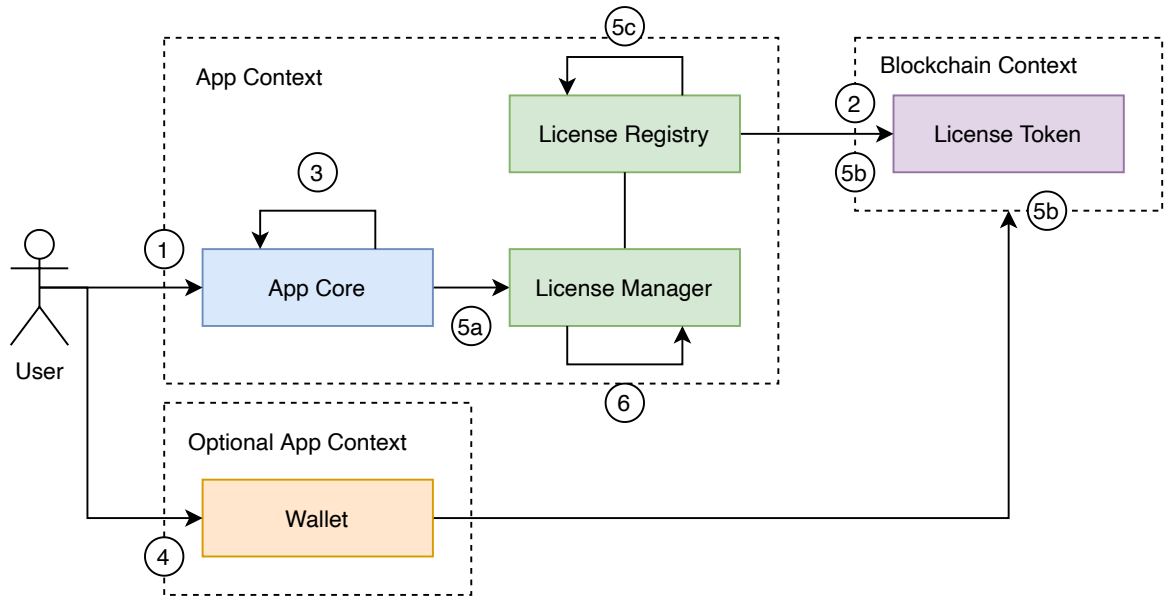 5c
App Context
Blockchain Context
2
License Registry
License Token
3
5b
5b
1
App Core
License Manager
5a
User
6
Optional App Context
Wallet
4